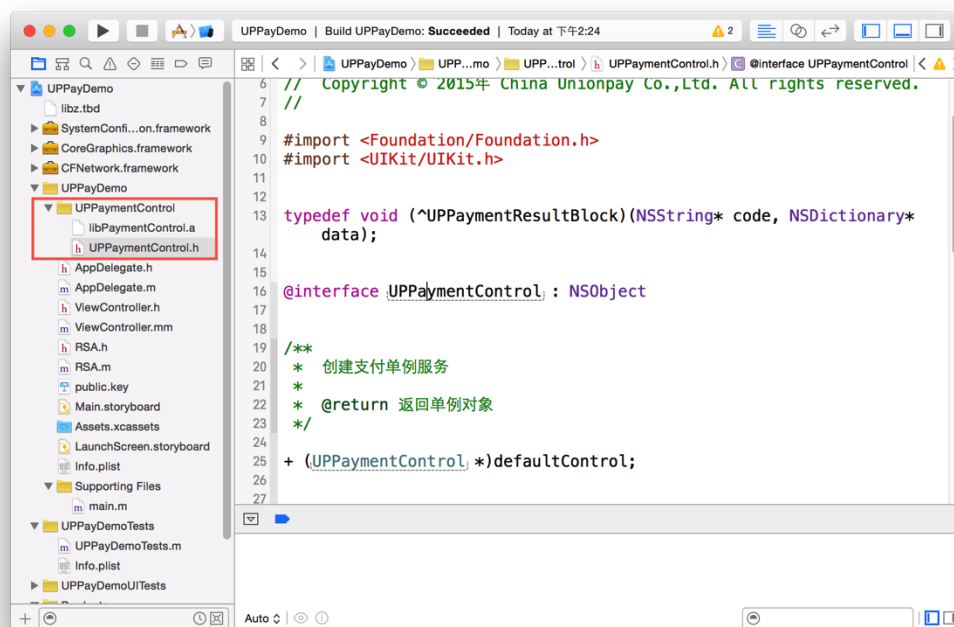 UPPayDemo | Build UPPayDemo: Succeeded | Today at 下午2:24
2
UPPayDemo
UPP...mo
UPP...trol
h UPPaymentControl.h
C @interface UPPaymentControl
UPPayDemo
libz.tbd
SystemConfi...on.framework
CoreGraphics.framework
CFNetwork.framework
UPPayDemo
UPPaymentControl
libPaymentControl.a
h UPPaymentControl.h
h AppDelegate.h
m AppDelegate.m
h ViewController.h
m ViewController.mm
h RSA.h
m RSA.m
public.key
Main.storyboard
Assets.xcassets
LaunchScreen.storyboard
Info.plist
Supporting Files
m main.m
UPPayDemoTests
m UPPayDemoTests.m
Info.plist
UPPayDemoUITests
6 // Copyright © 2015年 China Unionpay Co.,Ltd. All rights reserved.
7 //
8
9 #import <Foundation/Foundation.h>
10 #import <UIKit/UIKit.h>
11
12
13 typedef void (^UPPaymentResultBlock)(NSString* code, NSDictionary*
data);
14
15
16 @interface UPPaymentControl : NSObject
17
18
19 /**
20 * 创建支付单例服务
21 *
22 * @return 返回单例对象
23 */
24
25 + (UPPaymentControl *)defaultControl;
26
27
Auto